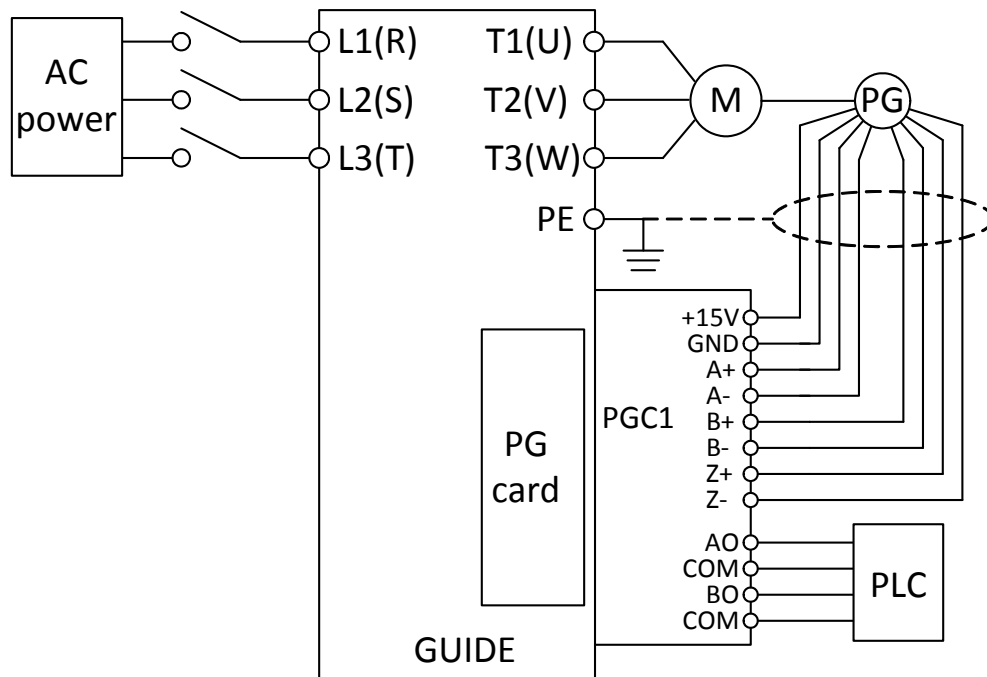 AC
power
L1(R)
T1(U)
L2(S)
T2(V)
L3(T)
T3(W)
M
PG
PE
+15V
GND
A+
A-
B+
B-
Z+
Z-
PGC1
PG
card
AO
COM
BO
COM
PLC
GUIDE